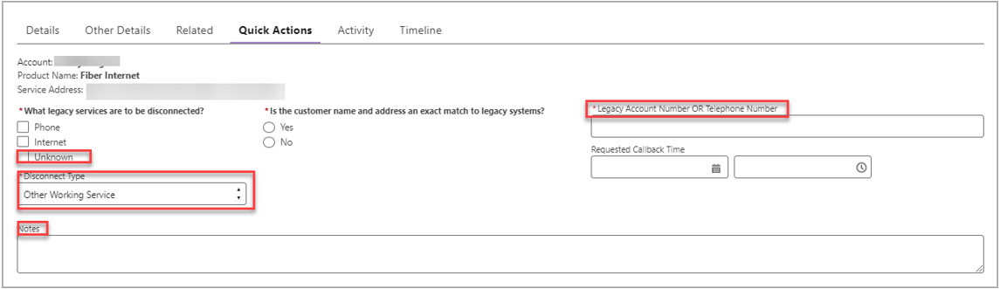 Details Other Details Related Quick Actions Activity Timeline
Account:
Product Name: Fiber Internet
Service Address:
*What legacy services are to be disconnected?
Phone
Internet
Unknown
*Disconnect Type
Other Working Service
*Is the customer name and address an exact match to legacy systems?
Yes
No
*Legacy Account Number OR Telephone Number
Requested Callback Time
Notes